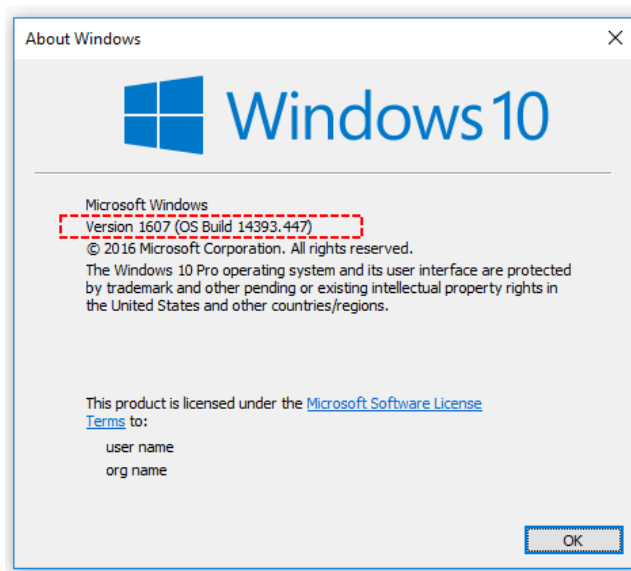 About Windows
Windows 10
Microsoft Windows
Version 1607 (OS Build 14393.447)
© 2016 Microsoft Corporation. All rights reserved.
The Windows 10 Pro operating system and its user interface are protected
by trademark and other pending or existing intellectual property rights in
the United States and other countries/regions.
This product is licensed under the Microsoft Software License
Terms to:
user name
org name
OK